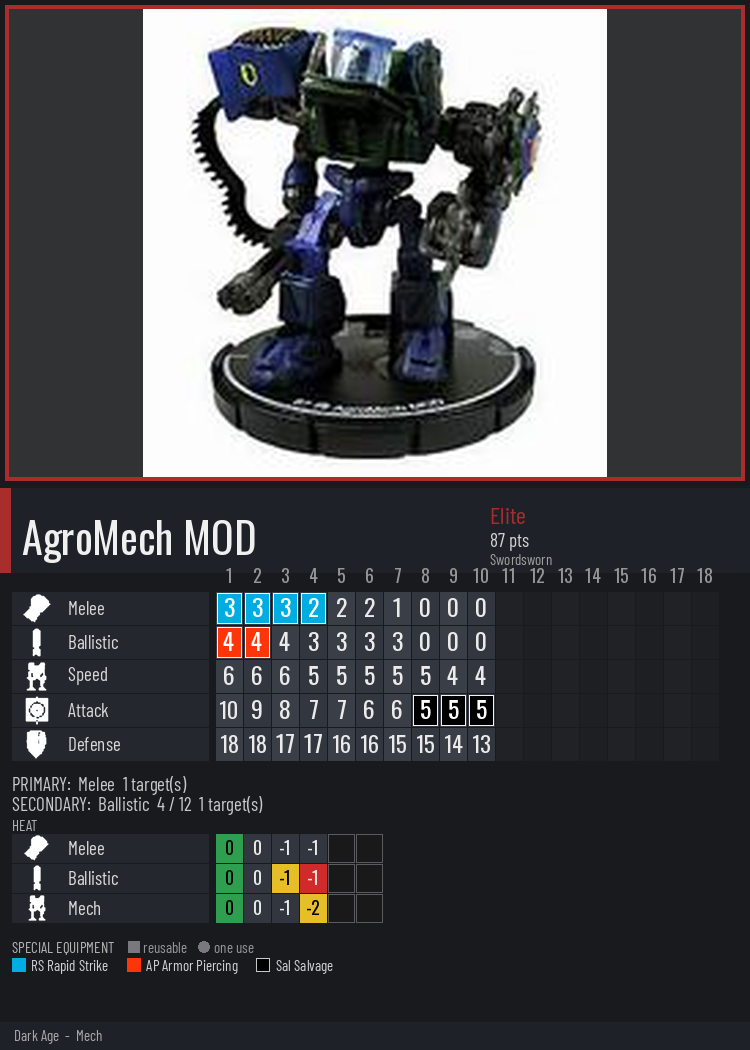 AgroMech MOD
Elite
87 pts
Swordsworn
1 2 3 4 5 6 7 8 9 10 11 12 13 14 15 16 17 18
Melee 3 3 3 2 2 2 1 0 0 0
Ballistic 4 4 4 3 3 3 3 0 0 0
Speed 6 6 6 5 5 5 5 5 4 4
Attack 10 9 8 7 7 6 6 5 5 5
Defense 18 18 17 17 16 16 15 15 14 13
PRIMARY: Melee 1 target(s)
SECONDARY: Ballistic 4 / 12 1 target(s)
HEAT
Melee 0 0 -1 -1
Ballistic 0 0 -1 -1
Mech 0 0 -1 -2
SPECIAL EQUIPMENT reusable one use
RS Rapid Strike AP Armor Piercing Sal Salvage
Dark Age - Mech